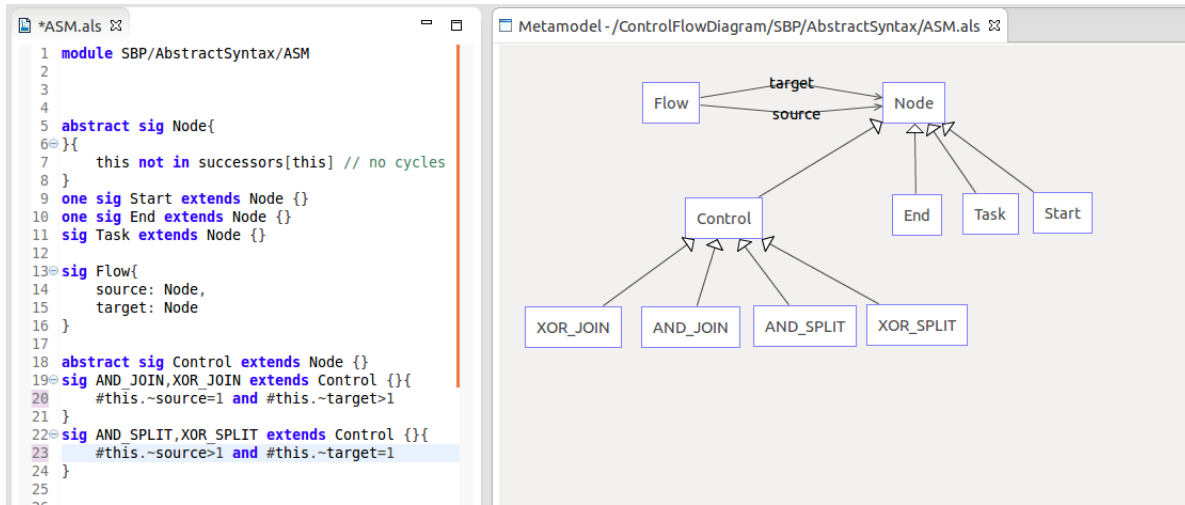 *ASM.als
1 module SBP/AbstractSyntax/ASM
2
3
4
5 abstract sig Node{
6 }{
7 this not in successors[this] // no cycles
8 }
9 one sig Start extends Node {}
10 one sig End extends Node {}
11 sig Task extends Node {}
12
13 sig Flow{
14 source: Node,
15 target: Node
16 }
17
18 abstract sig Control extends Node {}
19 sig AND_JOIN,XOR_JOIN extends Control {}{
20 #this.~source=1 and #this.~target>1
21 }
22 sig AND_SPLIT,XOR_SPLIT extends Control {}{
23 #this.~source>1 and #this.~target=1
24 }
25
Metamodel-/ControlFlowDiagram/SBP/AbstractSyntax/ASM.als
target
Flow
Node
source
Control
End
Task
Start
XOR_JOIN
AND_JOIN
AND_SPLIT
XOR_SPLIT